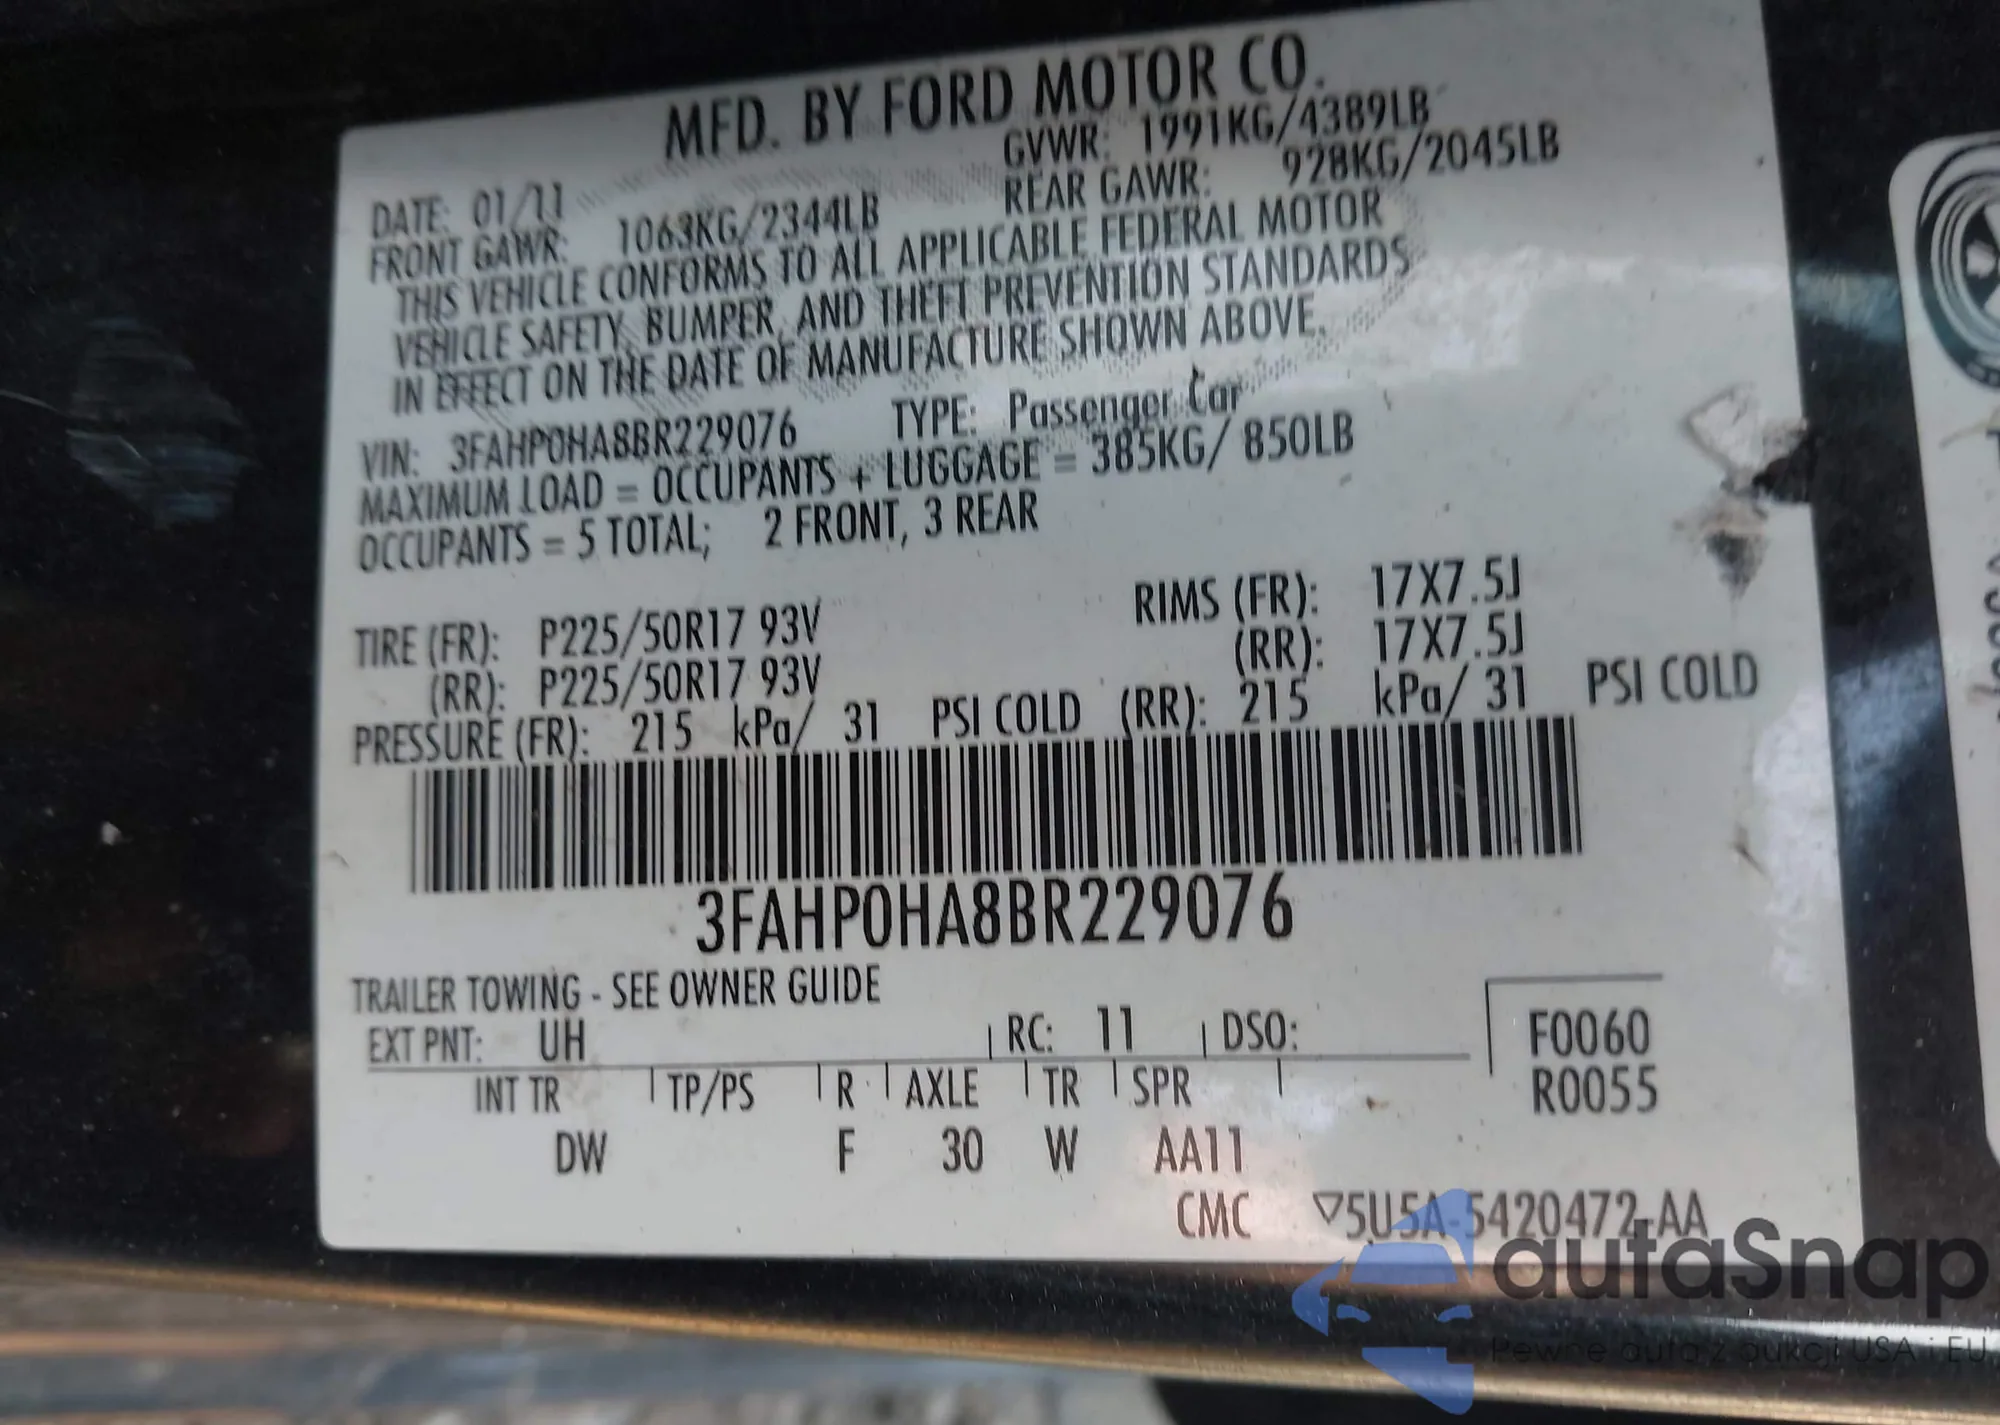 MFD. BY FORD MOTOR CO.
DATE: 01/11 GVWR: 1991KG/4389LB
FRONT GAWR: 1063KG/2344LB REAR GAWR: 928KG/2045LB
THIS VEHICLE CONFORMS TO ALL APPLICABLE FEDERAL MOTOR
VEHICLE SAFETY, BUMPER, AND THEFT PREVENTION STANDARDS
IN EFFECT ON THE DATE OF MANUFACTURE SHOWN ABOVE.
VIN: 3FAHP0HA8BR229076 TYPE: Passenger Car
MAXIMUM LOAD = OCCUPANTS + LUGGAGE = 385KG/ 850LB
OCCUPANTS = 5 TOTAL; 2 FRONT, 3 REAR
TIRE (FR): P225/50R17 93V RIMS (FR): 17X7.5J
(RR): P225/50R17 93V (RR): 17X7.5J
PRESSURE (FR): 215 kPa/ 31 PSI COLD (RR): 215 kPa/ 31 PSI COLD
3FAHP0HA8BR229076
TRAILER TOWING - SEE OWNER GUIDE
EXT PNT: UH RC: 11 DSO: F0060
INT TR TP/PS R AXLE TR SPR R0055
DW F 30 W AA11
CMC ▽5U5A-5420472-AA
autaSnap
Pewne auta z aukcji USA i EU